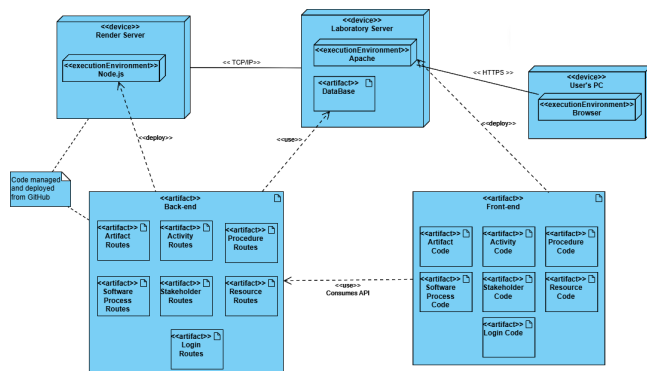 <<device>>
Render Server
<<executionEnvironment>>
Node.js
<< TCP/IP>>
<<device>>
Laboratory Server
<<executionEnvironment>>
Apache
<<artifact>>
DataBase
<< HTTPS >>
<<device>>
User's PC
<<executionEnvironment>>
Browser
<<deploy>>
<<use>>
<<deploy>>
Code managed
and deployed
from GitHub
<<artifact>>
Back-end
<<artifact>>
Artifact
Routes
<<artifact>>
Activity
Routes
<<artifact>>
Procedure
Routes
<<artifact>>
Software
Process
Routes
<<artifact>>
Stakeholder
Routes
<<artifact>>
Resource
Routes
<<artifact>>
Login
Routes
<<use>>
Consumes API
<<artifact>>
Front-end
<<artifact>>
Artifact
Code
<<artifact>>
Activity
Code
<<artifact>>
Procedure
Code
<<artifact>>
Software
Process
Code
<<artifact>>
Stakeholder
Code
<<artifact>>
Resource
Code
<<artifact>>
Login Code